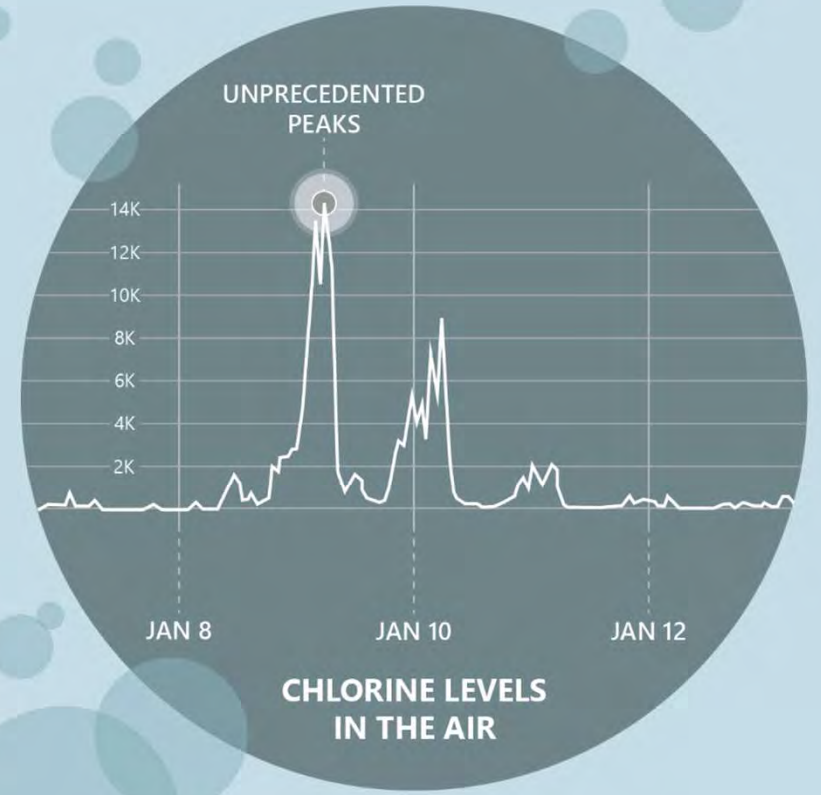 UNPRECEDENTED
PEAKS
14K
12K
10K
8K
6K
4K
2K
JAN 8
JAN 10
JAN 12
CHLORINE LEVELS
IN THE AIR